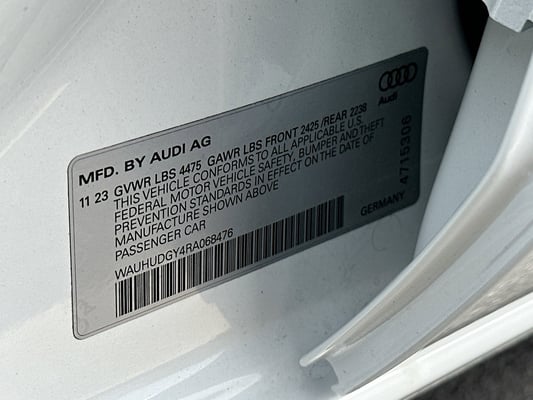 Audi
MFD. BY AUDI AG
11 23 GVWR LBS 4475 GAWR LBS FRONT 2425 /REAR 2238
THIS VEHICLE CONFORMS TO ALL APPLICABLE U.S.
FEDERAL MOTOR VEHICLE SAFETY, BUMPER AND THEFT
PREVENTION STANDARDS IN EFFECT ON THE DATE OF
MANUFACTURE SHOWN ABOVE
PASSENGER CAR
WAUHUDGY4RA068476
GERMANY
4715306